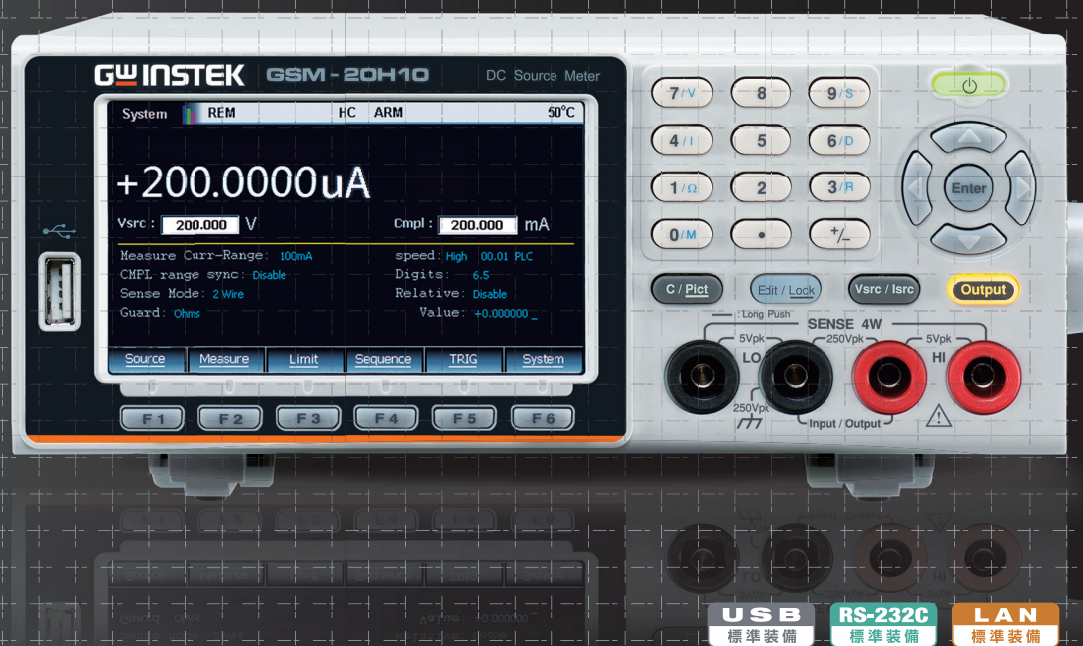 GWINSTEK GSM-20H10 DC Source Meter
System REM HC ARM 50°C
+200.0000uA
Vsrc : 200.000 V Cmpl : 200.000 mA
Measure Curr-Range: 100mA speed: High 00.01 PLC
CMPL range sync: Disable Digits: 6.5
Sense Mode: 2 Wire Relative: Disable
Guard: Ohms Value: +0.000000 _
Source Measure Limit Sequence TRIG System
F1 F2 F3 F4 F5 F6
7/V 8 9/S
4/I 5 6/D
1/Ω 2 3/R
0/M • +/-
Enter
C / Pict Edit / Lock Vsrc / Isrc Output
: Long Push
SENSE 4W
5Vpk 250Vpk 5Vpk
LO HI
250Vpk
Input / Output
USB 標準装備
RS-232C 標準装備
LAN 標準装備